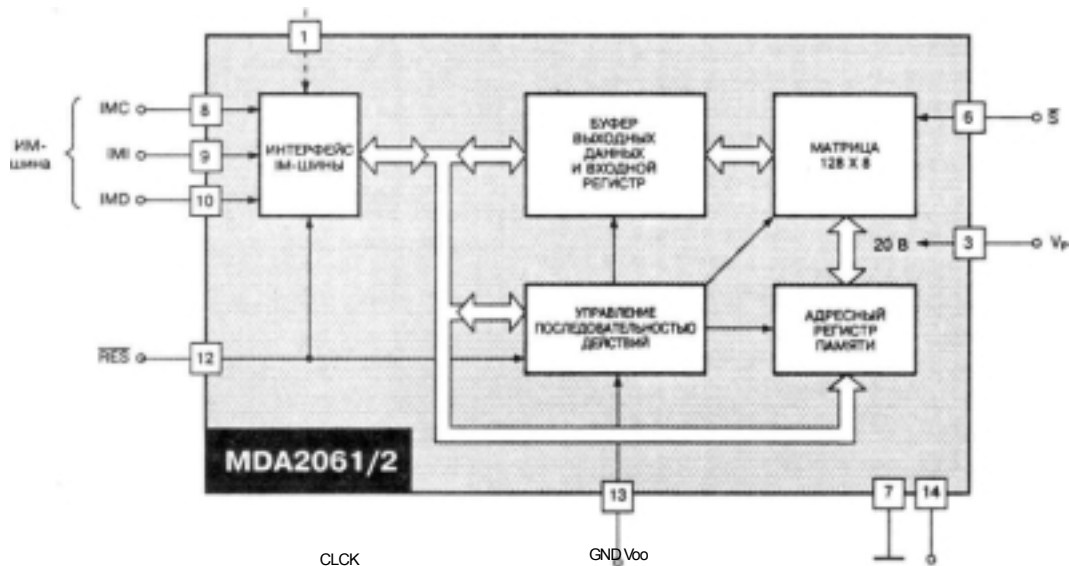 1
IMC
8
ИМ-
шина
IMI
9
IMD
10
ИНТЕРФЕЙС
IM-ШИНЫ
БУФЕР
ВЫХОДНЫХ
ДАННЫХ
И ВХОДНОЙ
РЕГИСТР
МАТРИЦА
128 X 8
6
S̅
20 В
3
VP
УПРАВЛЕНИЕ
ПОСЛЕДОВАТЕЛЬНОСТЬЮ
ДЕЙСТВИЙ
АДРЕСНЫЙ
РЕГИСТР
ПАМЯТИ
R̅E̅S̅
12
MDA2061/2
13
7
14
CLCK
GND Voo